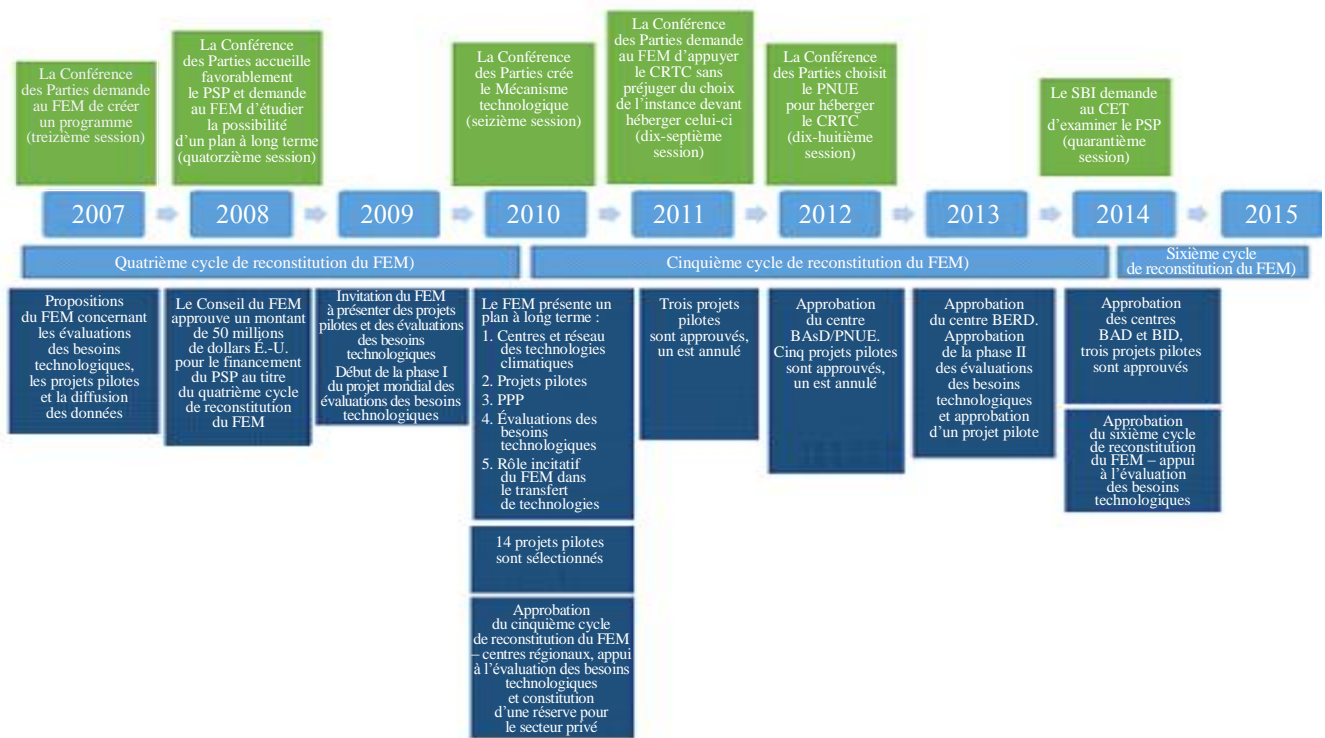 La Conférence
des Parties demande
au FEM de créer
un programme
(treizième session)
La Conférence
des Parties accueille
favorablement
le PSP et demande
au FEM d'étudier
la possibilité
d'un plan à long terme
(quatorzième session)
La Conférence
des Parties crée
le Mécanisme
technologique
(seizième session)
La Conférence
des Parties demande
au FEM d'appuyer
le CRTC sans
préjuger du choix
de l'instance devant
héberger celui-ci
(dix-septième
session)
La Conférence
des Parties choisit
le PNUE
pour héberger
le CRTC
(dix-huitième
session)
Le SBI demande
au CET
d'examiner le PSP
(quarantième
session)
2007
2008
2009
2010
2011
2012
2013
2014
2015
Quatrième cycle de reconstitution du FEM)
Cinquième cycle de reconstitution du FEM)
Sixième cycle
de reconstitution du FEM)
Propositions
du FEM concernant
les évaluations
des besoins
technologiques,
les projets pilotes
et la diffusion
des données
Le Conseil du FEM
approuve un montant
de 50 millions
de dollars É.-U.
pour le financement
du PSP au titre
du quatrième cycle
de reconstitution
du FEM
Invitation du FEM
à présenter des projets
pilotes et des évaluations
des besoins
technologiques
Début de la phase I
du projet mondial des
évaluations des besoins
technologiques
Le FEM présente un
plan à long terme :
1. Centres et réseau
des technologies
climatiques
2. Projets pilotes
3. PPP
4. Évaluations des
besoins
technologiques
5. Rôle incitatif
du FEM dans
le transfert
de technologies
14 projets pilotes
sont sélectionnés
Approbation
du cinquième cycle
de reconstitution du FEM
– centres régionaux, appui
à l'évaluation des besoins
technologiques
et constitution
d'une réserve pour
le secteur privé
Trois projets
pilotes
sont approuvés,
un est annulé
Approbation
du centre
BAsD/PNUE.
Cinq projets pilotes
sont approuvés,
un est annulé
Approbation
du centre BERD.
Approbation
de la phase II
des évaluations
des besoins
technologiques
et approbation
d'un projet pilote
Approbation
des centres
BAD et BID,
trois projets pilotes
sont approuvés
Approbation
du sixième cycle
de reconstitution
du FEM – appui
à l'évaluation
des besoins
technologiques